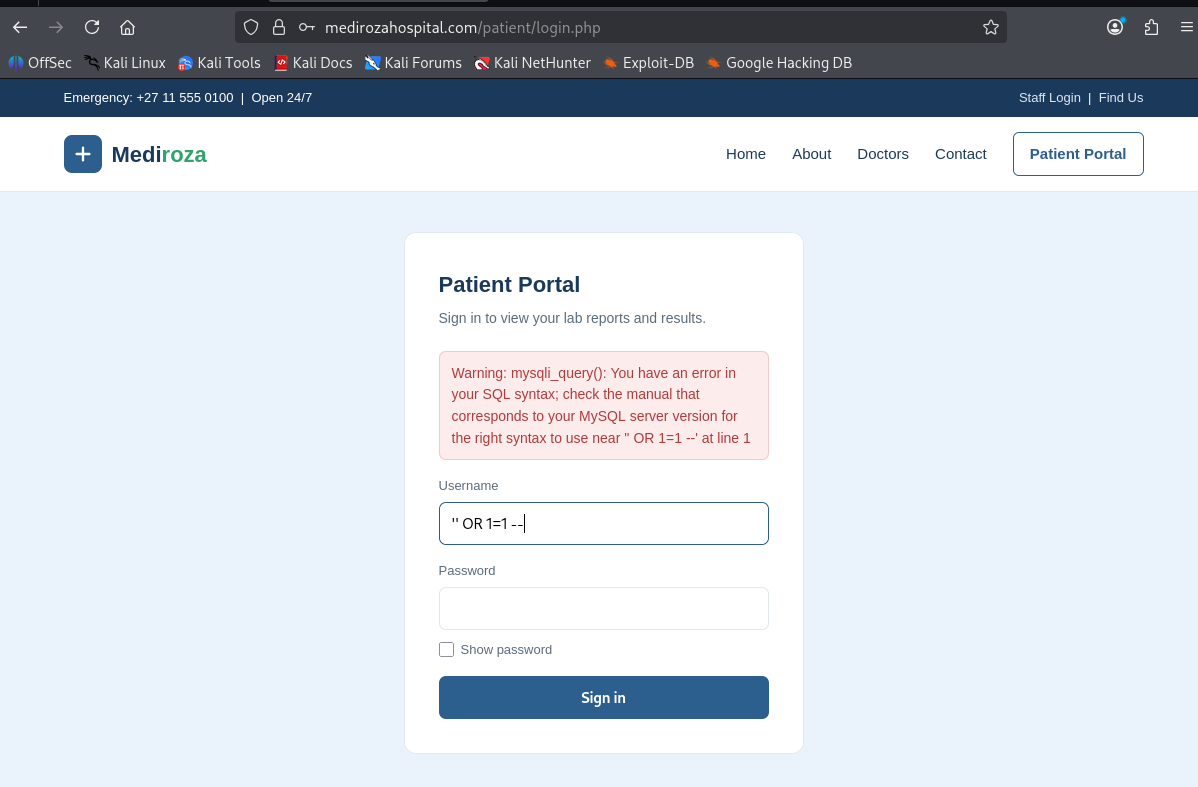 medirozahospital.com/patient/login.php
OffSec Kali Linux Kali Tools Kali Docs Kali Forums Kali NetHunter Exploit-DB Google Hacking DB
Emergency: +27 11 555 0100 | Open 24/7 Staff Login | Find Us
Mediroza Home About Doctors Contact Patient Portal
Patient Portal
Sign in to view your lab reports and results.
Warning: mysqli_query(): You have an error in
your SQL syntax; check the manual that
corresponds to your MySQL server version for
the right syntax to use near '' OR 1=1 --' at line 1
Username
'' OR 1=1 --
Password
Show password
Sign in